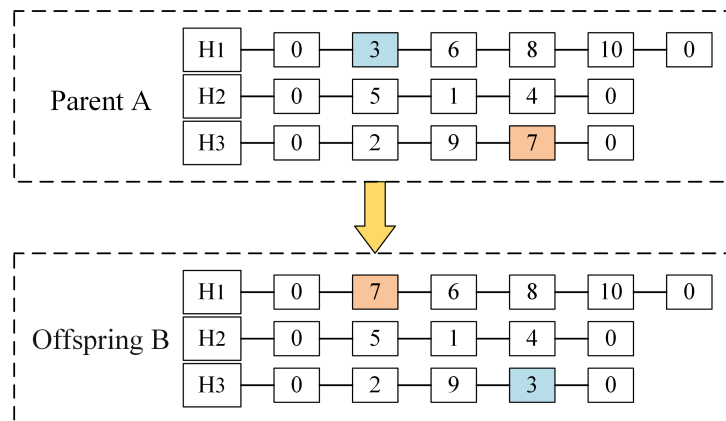 H1 0 3 6 8 10 0
Parent A
H2 0 5 1 4 0
H3 0 2 9 7 0
H1 0 7 6 8 10 0
Offspring B
H2 0 5 1 4 0
H3 0 2 9 3 0